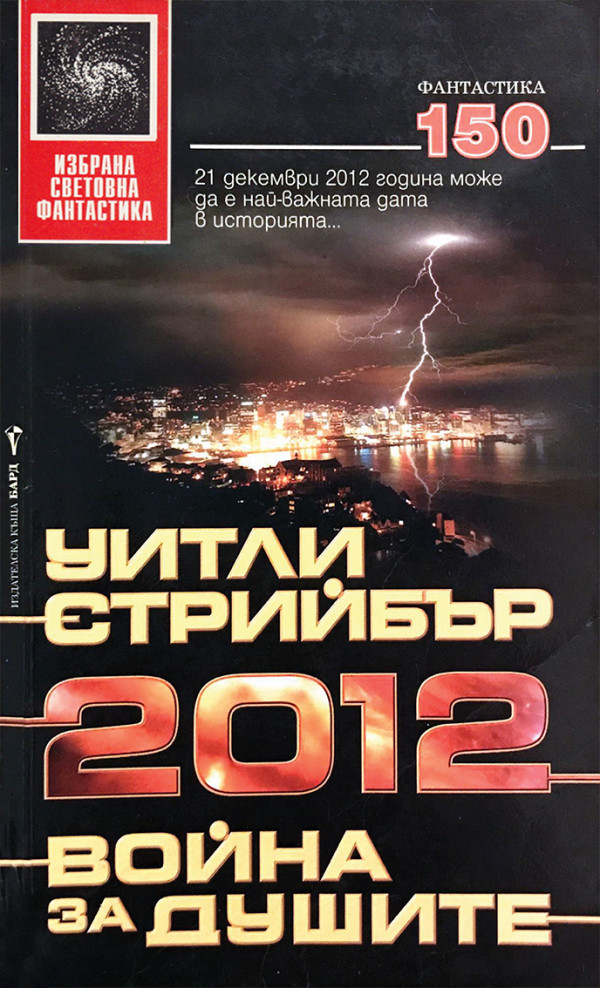 ИЗБРАНА
СВЕТОВНА
ФАНТАСТИКА
ФАНТАСТИКА
150
21 декември 2012 година може
да е най-важната дата
в историята...
ИЗДАТЕЛСКА КЪЩА БАРД
УИТЛИ
СТРИЙБЪР
2012
ВОЙНА
ЗА ДУШИТЕ